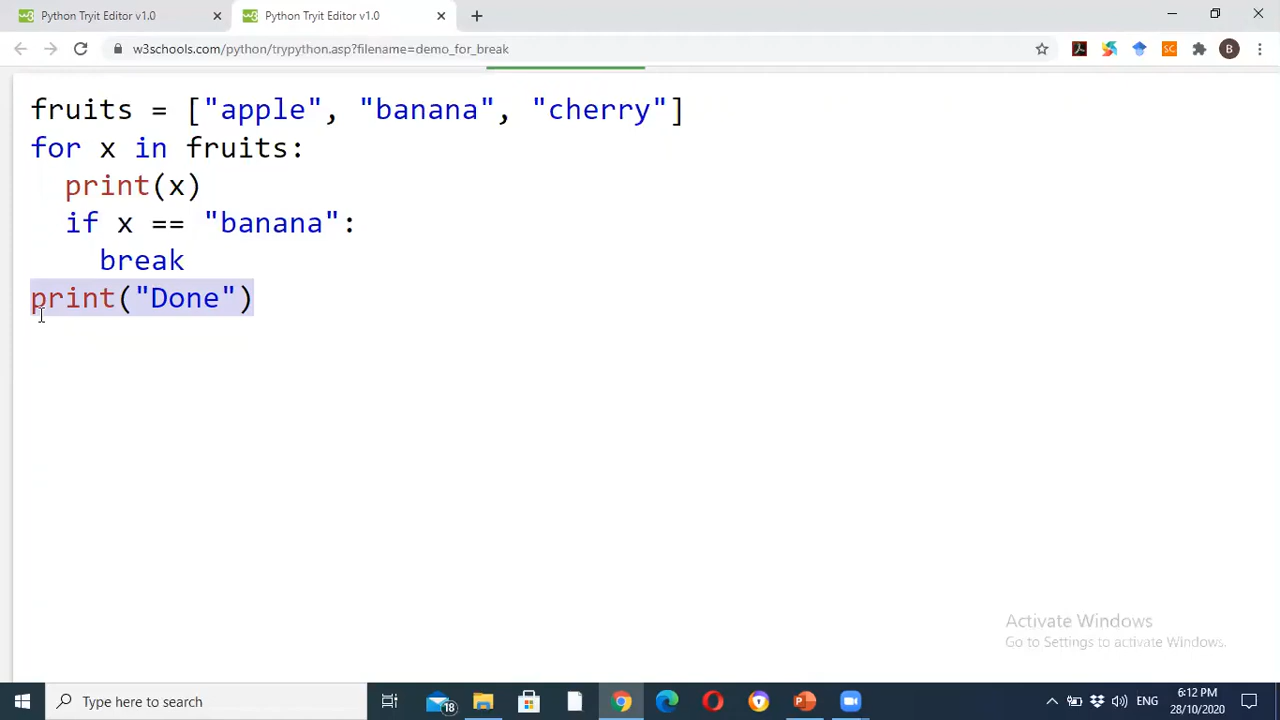 Python Tryit Editor v1.0
Python Tryit Editor v1.0
w3schools.com/python/trypython.asp?filename=demo_for_break
SC
B
fruits = ["apple", "banana", "cherry"]
for x in fruits:
  print(x)
  if x == "banana":
    break
print("Done")
Activate Windows
Go to Settings to activate Windows.
Type here to search
18
ENG
6:12 PM
28/10/2020